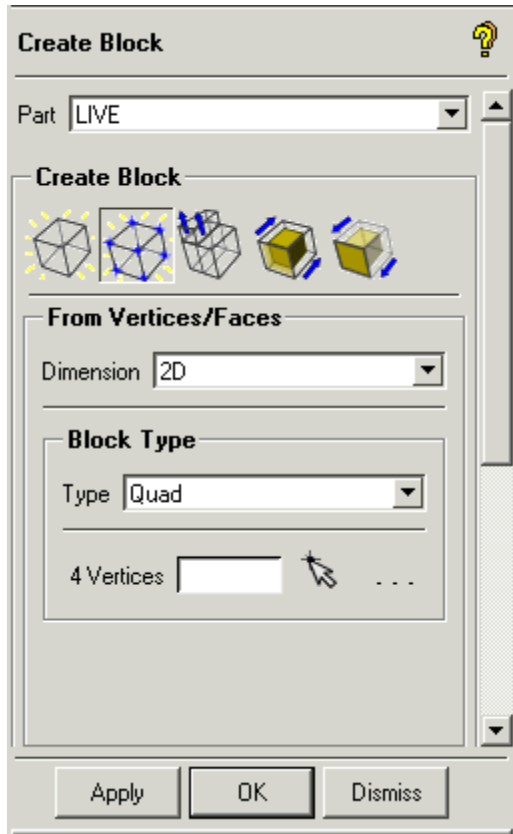 Create Block
Part LIVE
Create Block
From Vertices/Faces
Dimension 2D
Block Type
Type Quad
4 Vertices ...
Apply OK Dismiss